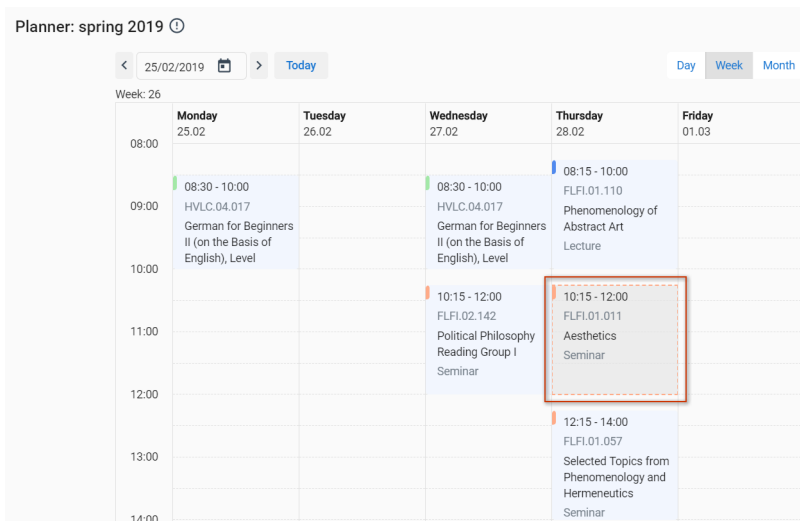 Planner: spring 2019
25/02/2019
Today
Day
Week
Month
Week: 26
Monday
25.02
Tuesday
26.02
Wednesday
27.02
Thursday
28.02
Friday
01.03
08:00
09:00
10:00
11:00
12:00
13:00
14:00
08:30 - 10:00
HVLC.04.017
German for Beginners
II (on the Basis of
English), Level
08:30 - 10:00
HVLC.04.017
German for Beginners
II (on the Basis of
English), Level
10:15 - 12:00
FLFI.02.142
Political Philosophy
Reading Group I
Seminar
08:15 - 10:00
FLFI.01.110
Phenomenology of
Abstract Art
Lecture
10:15 - 12:00
FLFI.01.011
Aesthetics
Seminar
12:15 - 14:00
FLFI.01.057
Selected Topics from
Phenomenology and
Hermeneutics
Seminar